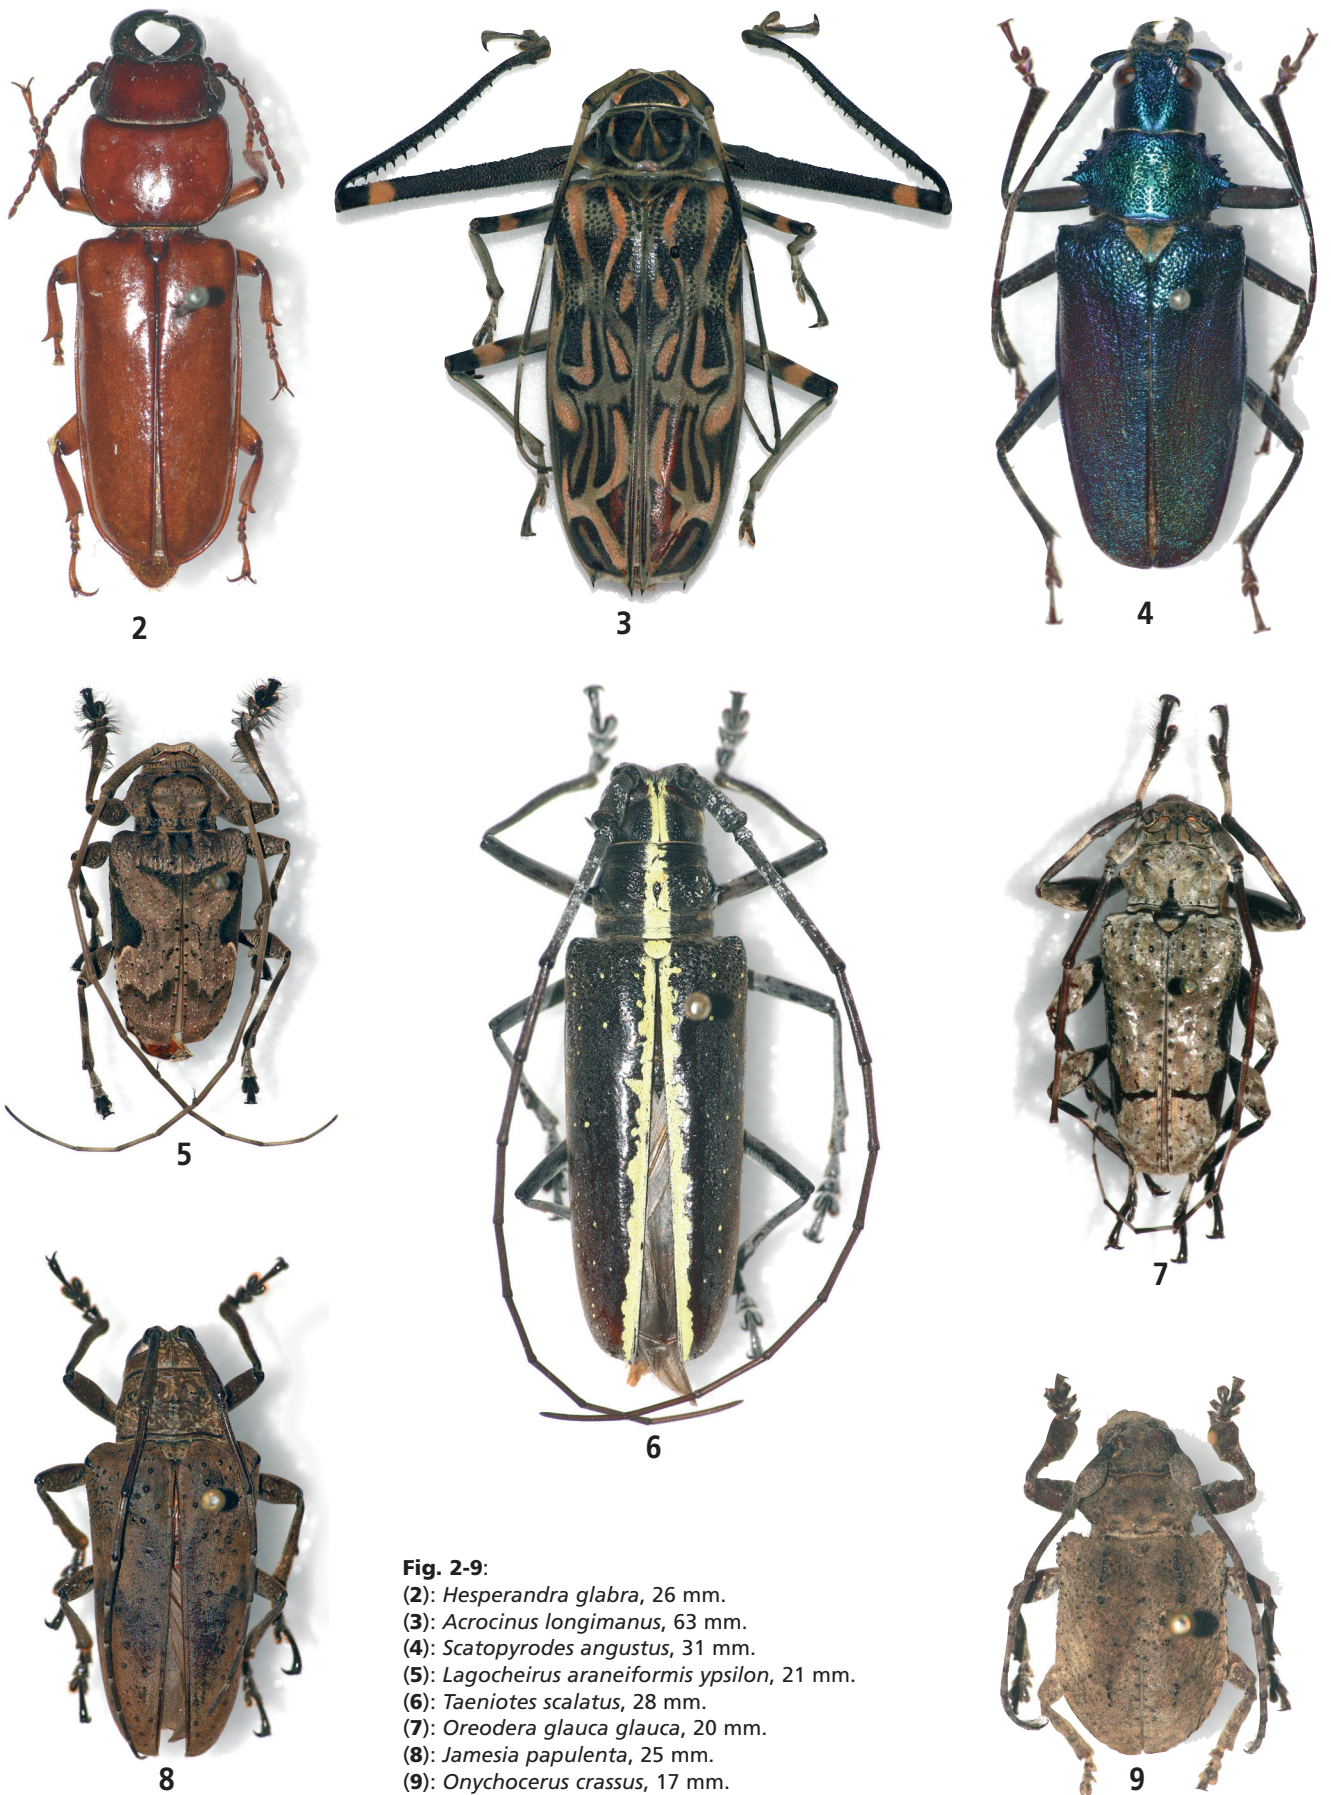 2
3
4
5
6
7
8
9
Fig. 2-9:
(2): Hesperandra glabra, 26 mm.
(3): Acrocinus longimanus, 63 mm.
(4): Scatopyrodes angustus, 31 mm.
(5): Lagocheirus araneiformis ypsilon, 21 mm.
(6): Taeniotes scalatus, 28 mm.
(7): Oreodera glauca glauca, 20 mm.
(8): Jamesia papulenta, 25 mm.
(9): Onychocerus crassus, 17 mm.